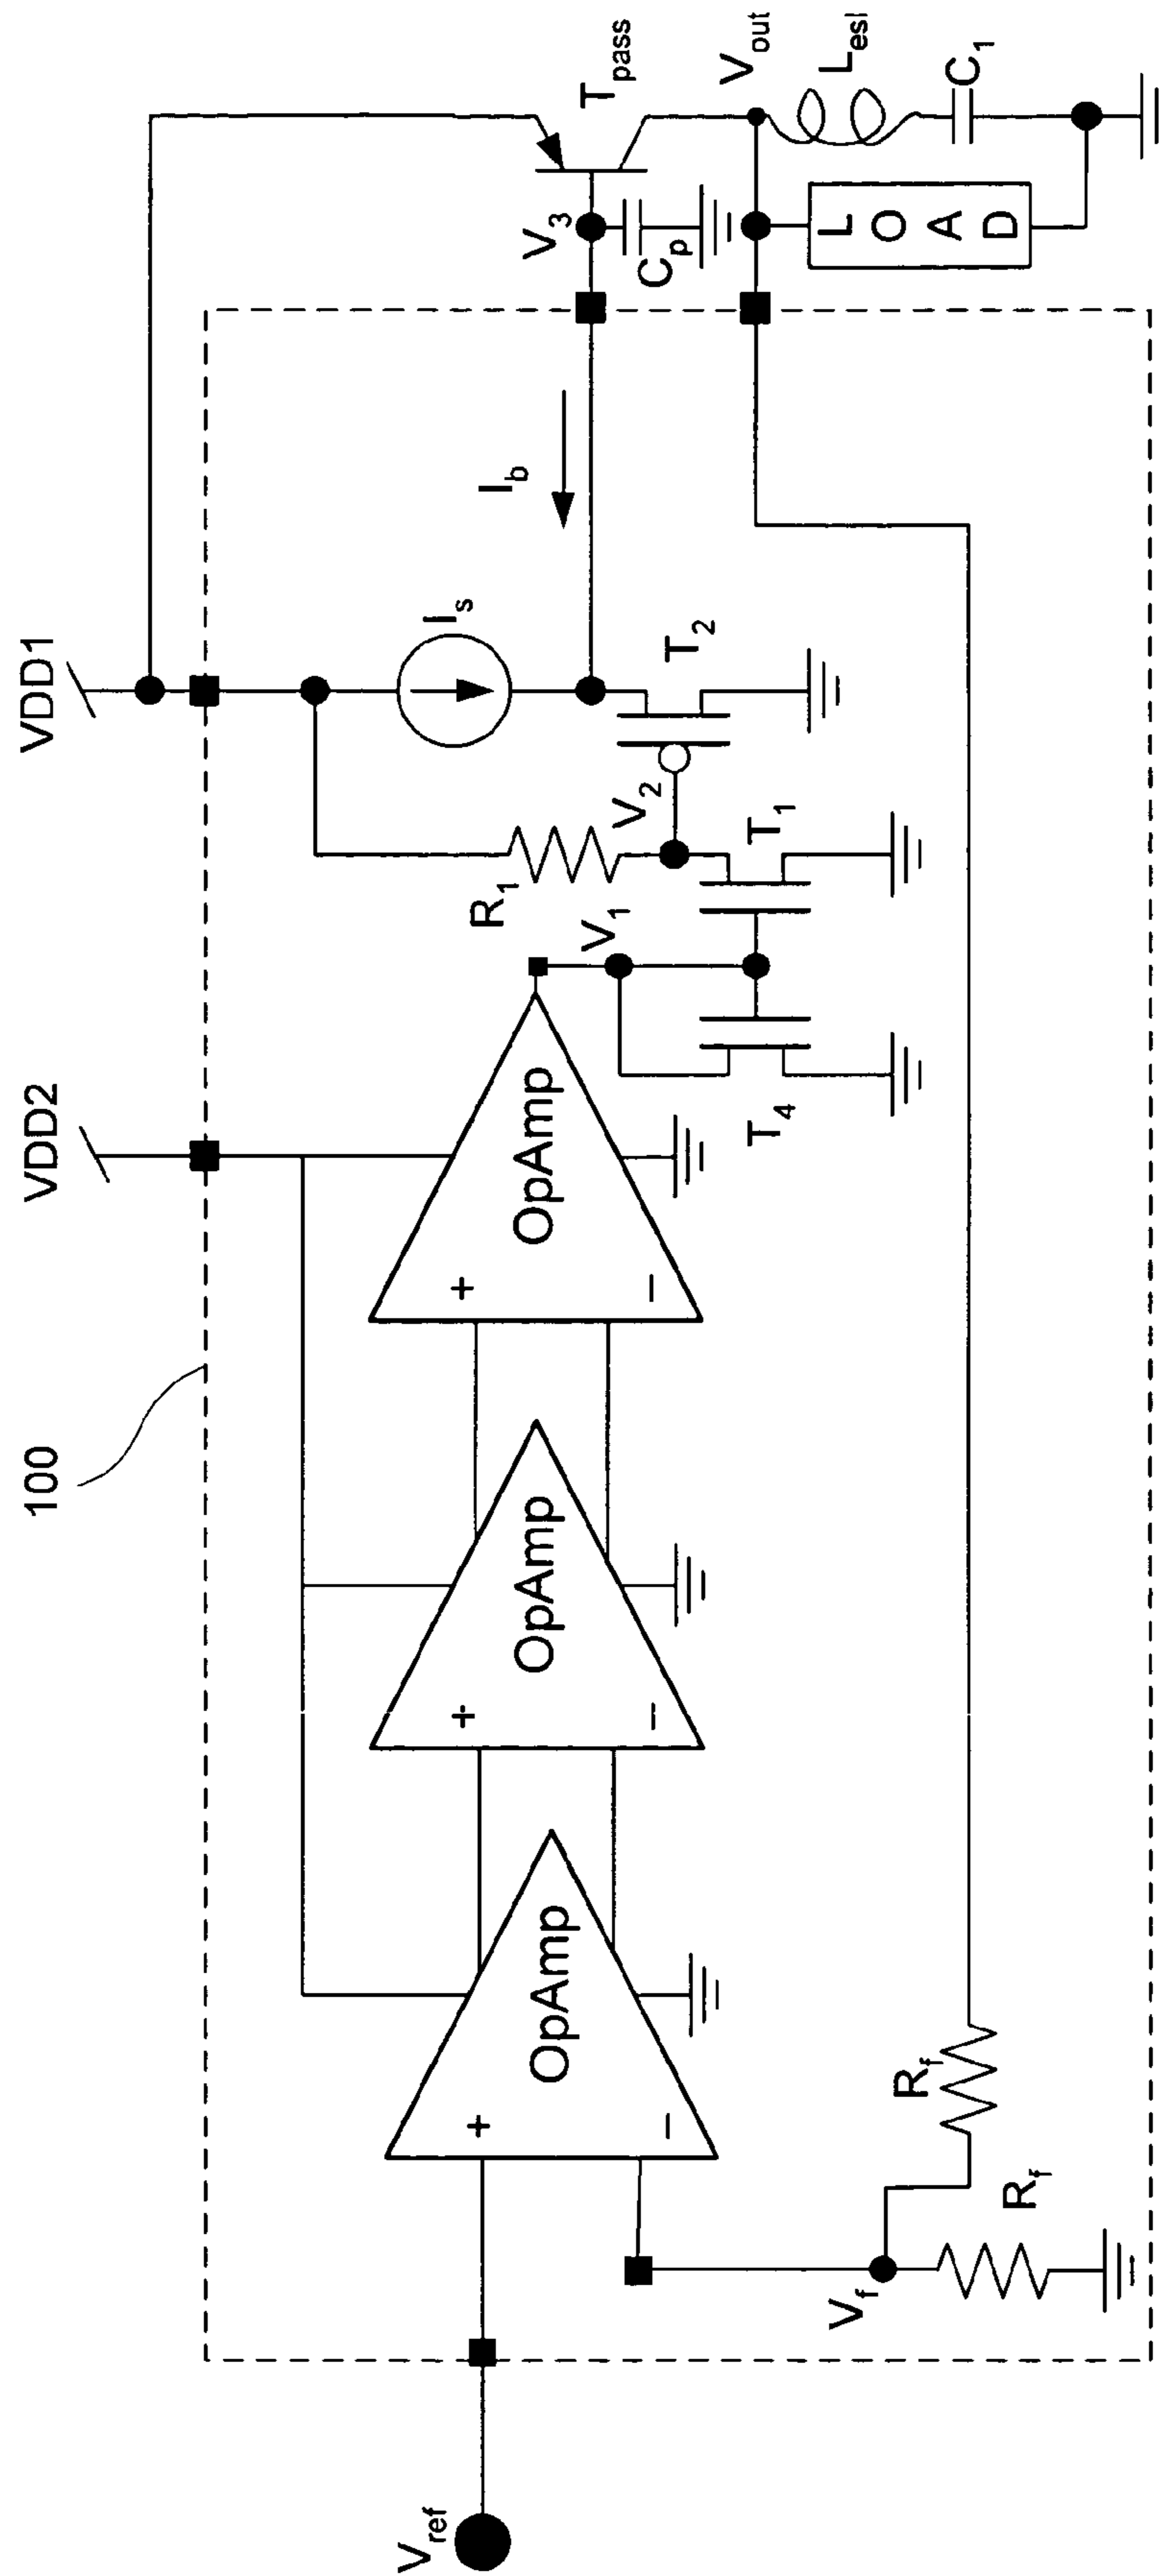 100
VDD2
VDD1
V_ref
+
−
OpAmp
+
−
OpAmp
+
−
OpAmp
V_f
R_f
R_f
V_1
T_4
T_1
R_1
V_2
T_2
I_s
I_b
V_3
C_p
T_pass
V_out
L_esl
C_1
LOAD